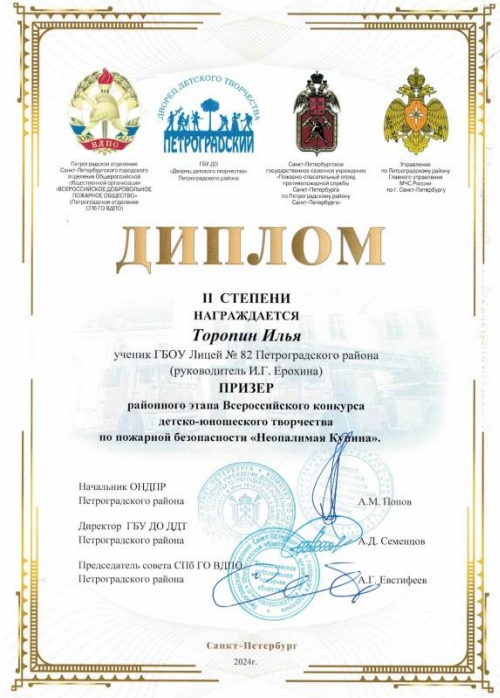 ВДПО
ДВОРЕЦ ДЕТСКОГО ТВОРЧЕСТВА
ПЕТРОГРАДСКИЙ
Петроградское отделение
Санкт-Петербургского городского
отделения Общероссийской
общественной организации
«ВСЕРОССИЙСКОЕ ДОБРОВОЛЬНОЕ
ПОЖАРНОЕ ОБЩЕСТВО»
(Петроградское отделение
СПб ГО ВДПО)
ГБУ ДО
«Дворец детского творчества»
Петроградского района
Санкт-Петербургское
государственное казенное учреждение
«Пожарно-спасательный отряд
противопожарной службы
Санкт-Петербурга
по Петроградскому району
Санкт-Петербурга»
Управление
по Петроградскому району
Главного управления
МЧС России
по г. Санкт-Петербургу
ДИПЛОМ
II СТЕПЕНИ
НАГРАЖДАЕТСЯ
Торопин Илья
ученик ГБОУ Лицей № 82 Петроградского района
(руководитель И.Г. Ерохина)
ПРИЗЕР
районного этапа Всероссийского конкурса
детско-юношеского творчества
по пожарной безопасности «Неопалимая Купина».
Начальник ОНДПР
Петроградского района А.М. Попов
Директор ГБУ ДО ДДТ
Петроградского района А.Д. Семенцов
Председатель совета СПб ГО ВДПО
Петроградского района А.Г. Евстифеев
Санкт-Петербург
2024г.